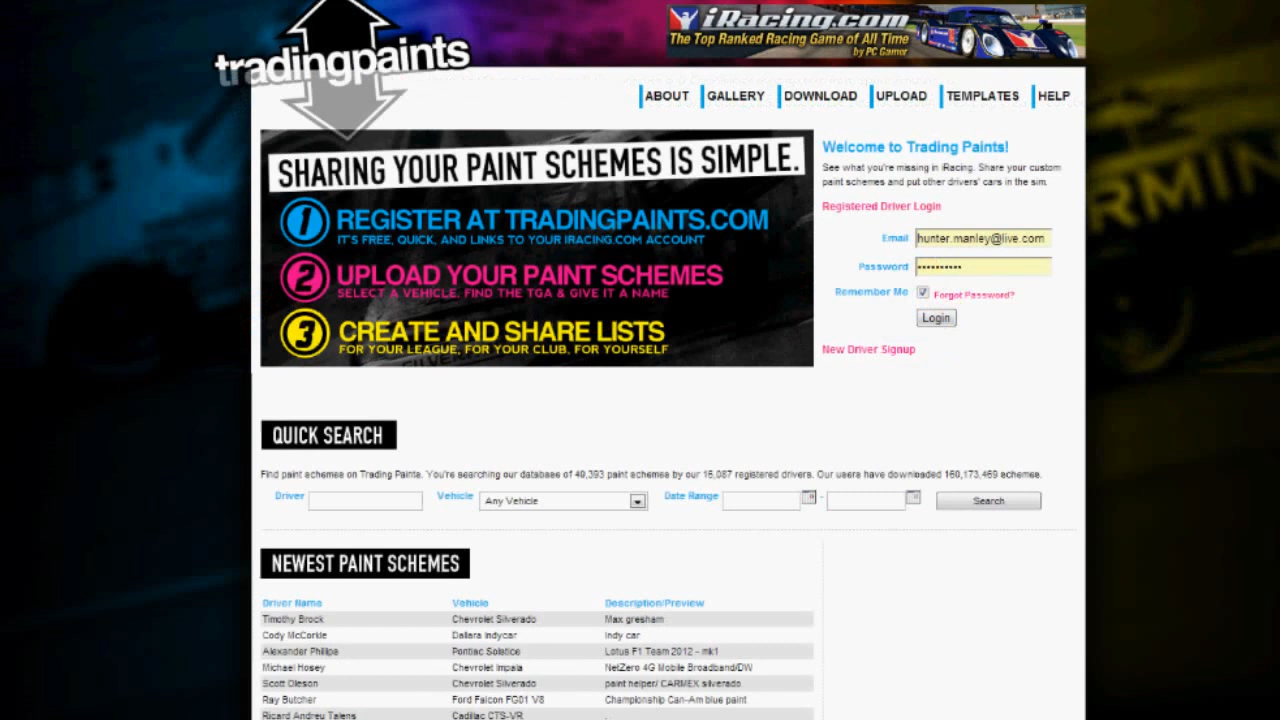 tradingpaints
iRacing.com
The Top Ranked Racing Game of All Time
by PC Gamer
ABOUT GALLERY DOWNLOAD UPLOAD TEMPLATES HELP
SHARING YOUR PAINT SCHEMES IS SIMPLE.
1 REGISTER AT TRADINGPAINTS.COM
IT'S FREE, QUICK, AND LINKS TO YOUR IRACING.COM ACCOUNT
2 UPLOAD YOUR PAINT SCHEMES
SELECT A VEHICLE, FIND THE TGA & GIVE IT A NAME
3 CREATE AND SHARE LISTS
FOR YOUR LEAGUE, FOR YOUR CLUB, FOR YOURSELF
Welcome to Trading Paints!
See what you're missing in iRacing. Share your custom
paint schemes and put other drivers' cars in the sim.
Registered Driver Login
Email hunter.manley@live.com
Password ••••••••••
Remember Me Forgot Password?
Login
New Driver Signup
QUICK SEARCH
Find paint schemes on Trading Paints. You're searching our database of 49,393 paint schemes by our 16,087 registered drivers. Our users have downloaded 160,173,469 schemes.
Driver Vehicle Any Vehicle Date Range - Search
NEWEST PAINT SCHEMES
Driver Name Vehicle Description/Preview
Timothy Brock Chevrolet Silverado Max gresham
Cody McCorkle Dallara Indycar Indy car
Alexander Phillips Pontiac Solstice Lotus F1 Team 2012 - mk1
Michael Hosey Chevrolet Impala NetZero 4G Mobile Broadband/DW
Scott Oleson Chevrolet Silverado paint helper/ CARMEX silverado
Ray Butcher Ford Falcon FG01 V8 Championship Can-Am blue paint
Ricard Andreu Talens Cadillac CTS-VR .